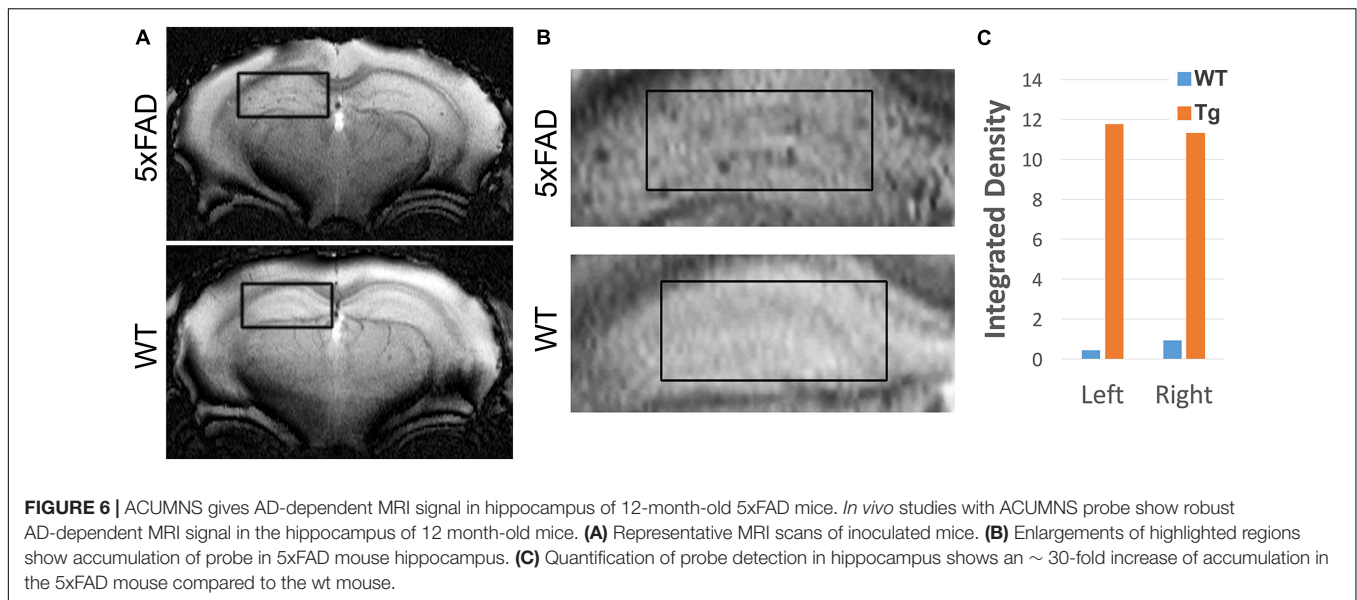 A
B
C
5xFAD
WT
5xFAD
WT
Integrated Density
14
12
10
8
6
4
2
0
WT
Tg
Left
Right
FIGURE 6 | ACUMNS gives AD-dependent MRI signal in hippocampus of 12-month-old 5xFAD mice. In vivo studies with ACUMNS probe show robust
AD-dependent MRI signal in the hippocampus of 12 month-old mice. (A) Representative MRI scans of inoculated mice. (B) Enlargements of highlighted regions
show accumulation of probe in 5xFAD mouse hippocampus. (C) Quantification of probe detection in hippocampus shows an ~ 30-fold increase of accumulation in
the 5xFAD mouse compared to the wt mouse.